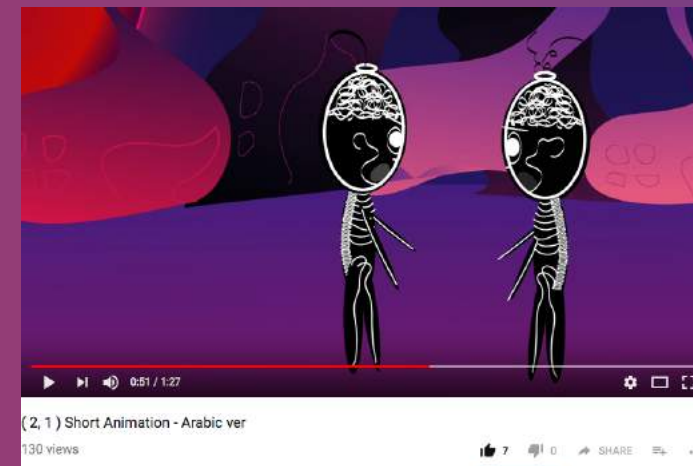 0:51 / 1:27
( 2, 1 ) Short Animation - Arabic ver
130 views 7 0 SHARE